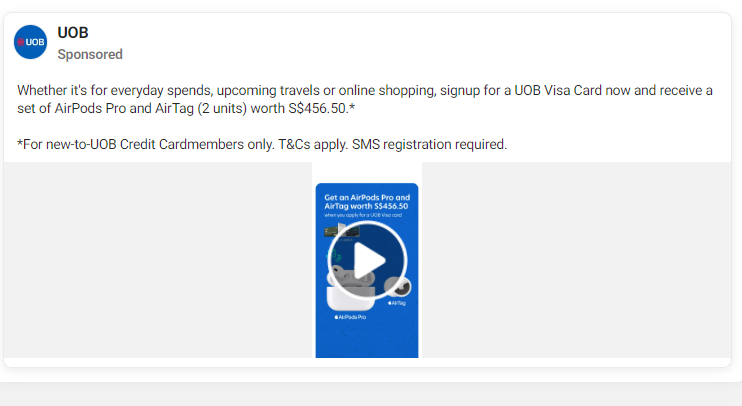 UOB
UOB
Sponsored
Whether it's for everyday spends, upcoming travels or online shopping, signup for a UOB Visa Card now and receive a
set of AirPods Pro and AirTag (2 units) worth S$456.50.*
*For new-to-UOB Credit Cardmembers only. T&Cs apply. SMS registration required.
Get an AirPods Pro and
AirTag worth S$456.50
when you apply for a UOB Visa card
AirTag
AirPods Pro